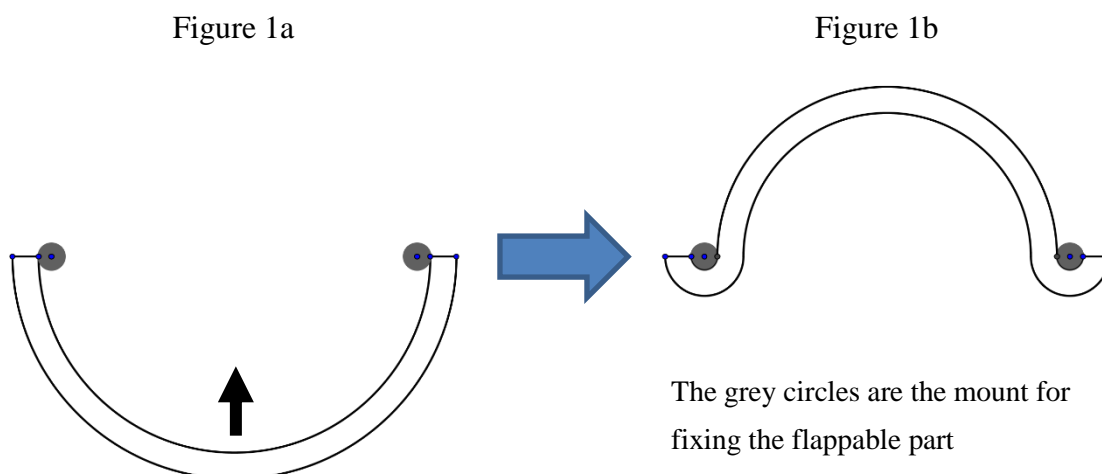 Figure 1a
Figure 1b
The grey circles are the mount for
fixing the flappable part